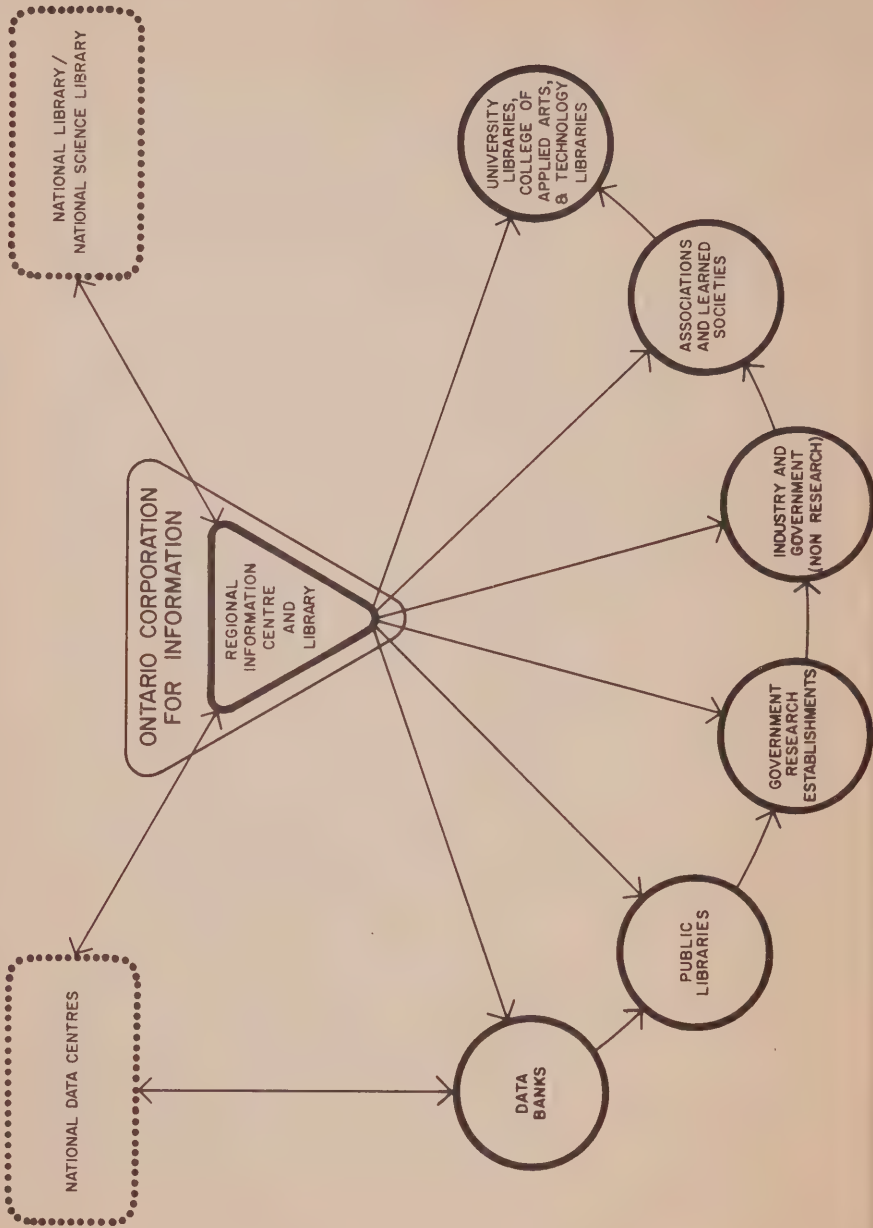 NATIONAL DATA CENTRES
NATIONAL LIBRARY/
NATIONAL SCIENCE LIBRARY
ONTARIO CORPORATION
FOR INFORMATION
REGIONAL
INFORMATION
CENTRE
AND
LIBRARY
DATA
BANKS
PUBLIC
LIBRARIES
GOVERNMENT
RESEARCH
ESTABLISHMENTS
INDUSTRY AND
GOVERNMENT
(NON RESEARCH)
ASSOCIATIONS
AND LEARNED
SOCIETIES
UNIVERSITY
LIBRARIES,
COLLEGE OF
APPLIED ARTS,
& TECHNOLOGY
LIBRARIES